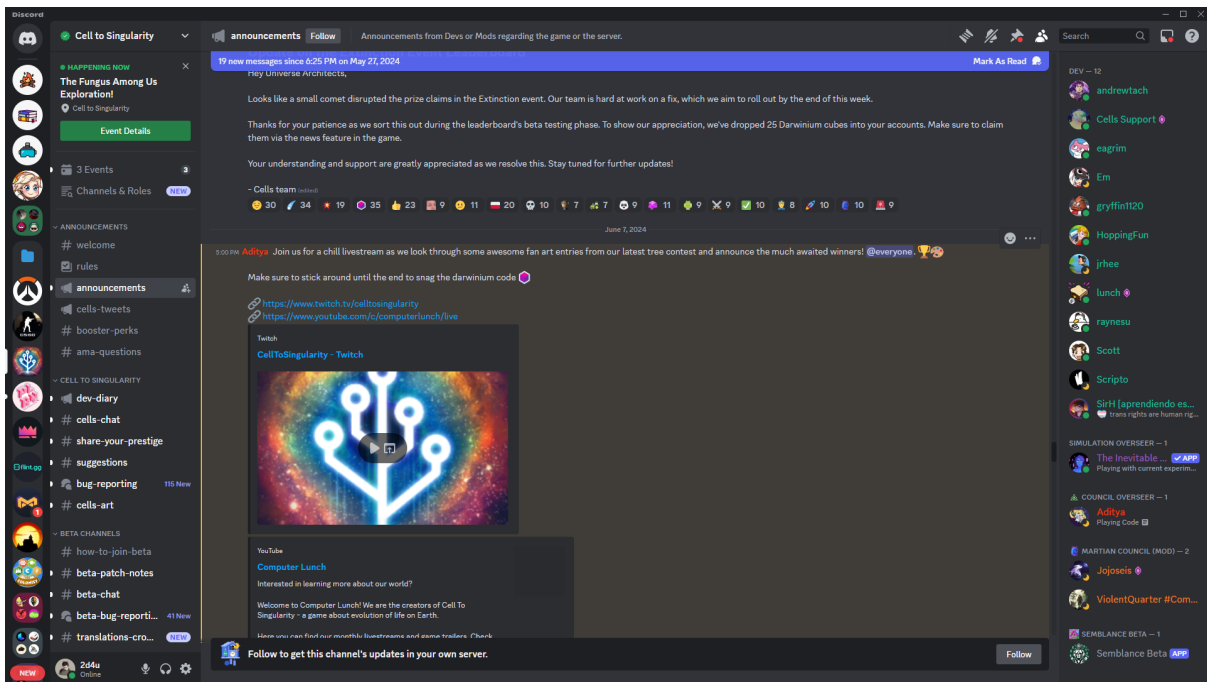 Discord
Cell to Singularity
HAPPENING NOW
The Fungus Among Us
Exploration!
Cell to Singularity
Event Details
3 Events
3
Channels & Roles
NEW
ANNOUNCEMENTS
welcome
rules
announcements
cells-tweets
booster-perks
ama-questions
CELL TO SINGULARITY
dev-diary
cells-chat
share-your-prestige
suggestions
bug-reporting 115 New
cells-art
BETA CHANNELS
how-to-join-beta
beta-patch-notes
beta-chat
beta-bug-reporti... 41 New
translations-cro... NEW
flint.gg
CSGO
1
NEW
2d4u
Online
announcements Follow Announcements from Devs or Mods regarding the game or the server.
Search
19 new messages since 6:25 PM on May 27, 2024 Mark As Read
Hey Universe Architects,
Looks like a small comet disrupted the prize claims in the Extinction event. Our team is hard at work on a fix, which we aim to roll out by the end of this week.
Thanks for your patience as we sort this out during the leaderboard's beta testing phase. To show our appreciation, we've dropped 25 Darwinium cubes into your accounts. Make sure to claim
them via the news feature in the game.
Your understanding and support are greatly appreciated as we resolve this. Stay tuned for further updates!
- Cells team (edited)
30 34 19 35 23 9 11 20 10 7 7 9 11 9 9 10 8 10 10 9
June 7, 2024
5:00 PM Aditya Join us for a chill livestream as we look through some awesome fan art entries from our latest tree contest and announce the much awaited winners! @everyone.
Make sure to stick around until the end to snag the darwinium code
https://www.twitch.tv/celltosingularity
https://www.youtube.com/c/computerlunch/live
Twitch
CellToSingularity - Twitch
YouTube
Computer Lunch
Interested in learning more about our world?
Welcome to Computer Lunch! We are the creators of Cell To
Singularity - a game about evolution of life on Earth.
Here you can find our monthly livestreams and game trailers. Check
Follow to get this channel's updates in your own server.
Follow
DEV — 12
andrewtach
Cells Support
eagrim
Em
gryffin1120
HoppingFun
jrhee
lunch
raynesu
Scott
Scripto
SirH [aprendiendo es...
trans rights are human rig...
SIMULATION OVERSEER — 1
The Inevitable ... APP
Playing with current experim...
COUNCIL OVERSEER — 1
Aditya
Playing Code
MARTIAN COUNCIL (MOD) — 2
Jojoseis
ViolentQuarter #Com...
SEMBLANCE BETA — 1
Semblance Beta APP